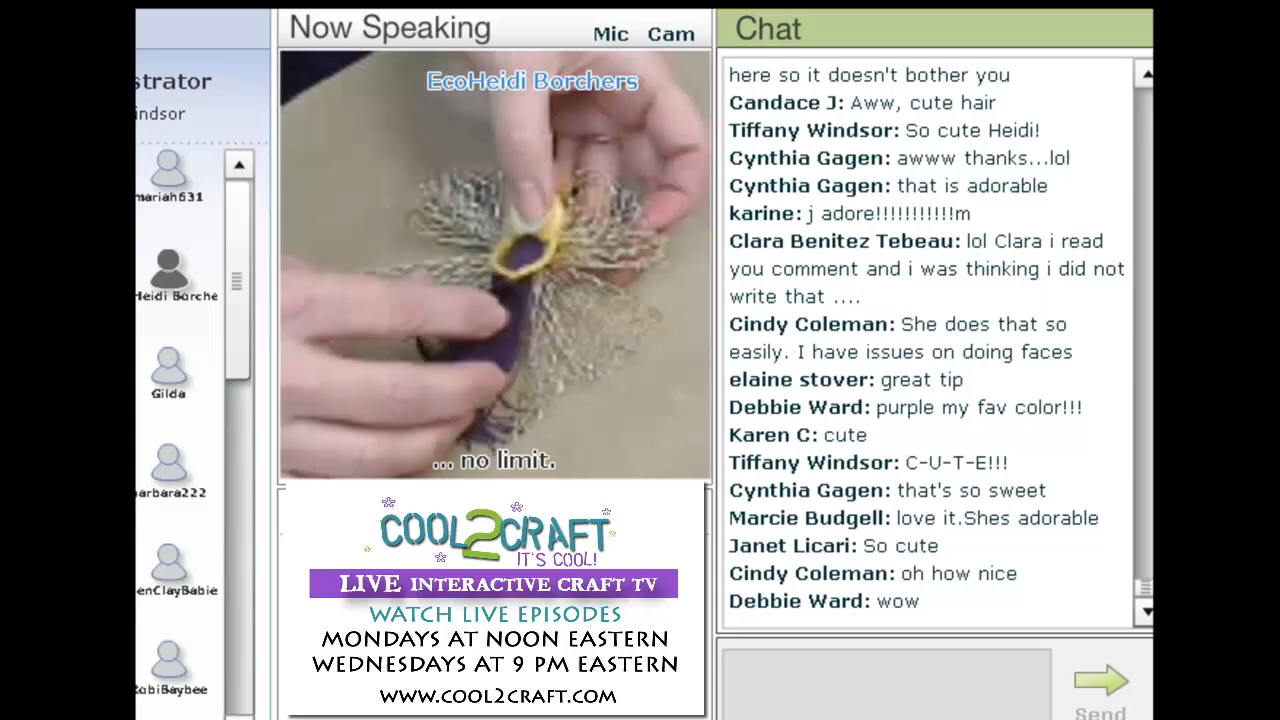 strator
indsor
mariah631
Heidi Borche
Gilda
arbara222
enClayBabie
RobiBaybee
Now Speaking
Mic Cam
EcoHeidi Borchers
... no limit.
COOL2CRAFT
IT'S COOL!
LIVE INTERACTIVE CRAFT TV
WATCH LIVE EPISODES
MONDAYS AT NOON EASTERN
WEDNESDAYS AT 9 PM EASTERN
WWW.COOL2CRAFT.COM
Chat
here so it doesn't bother you
Candace J: Aww, cute hair
Tiffany Windsor: So cute Heidi!
Cynthia Gagen: awww thanks...lol
Cynthia Gagen: that is adorable
karine: j adore!!!!!!!!!!!m
Clara Benitez Tebeau: lol Clara i read
you comment and i was thinking i did not
write that ....
Cindy Coleman: She does that so
easily. I have issues on doing faces
elaine stover: great tip
Debbie Ward: purple my fav color!!!
Karen C: cute
Tiffany Windsor: C-U-T-E!!!
Cynthia Gagen: that's so sweet
Marcie Budgell: love it.Shes adorable
Janet Licari: So cute
Cindy Coleman: oh how nice
Debbie Ward: wow
Send